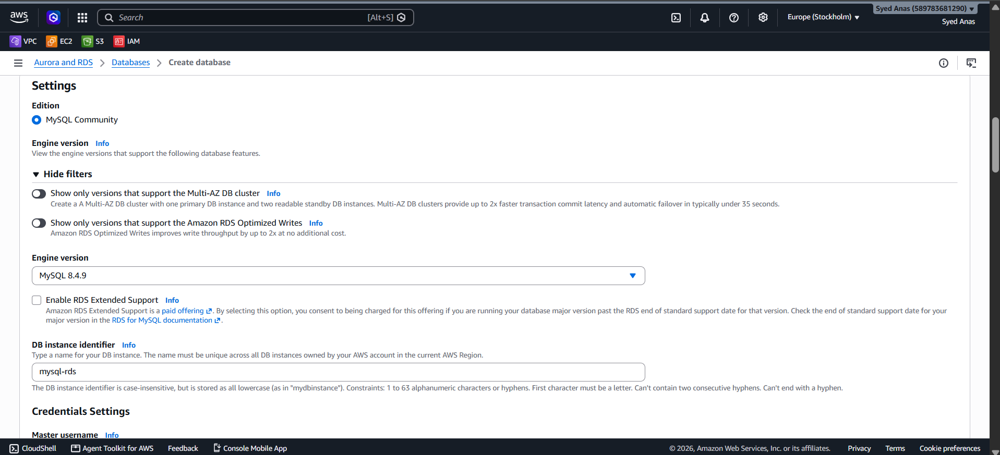 aws
Search
[Alt+S]
Europe (Stockholm)
Syed Anas (589783681290)
Syed Anas
VPC
EC2
S3
IAM
Aurora and RDS
Databases
Create database
Settings
Edition
MySQL Community
Engine version Info
View the engine versions that support the following database features.
Hide filters
Show only versions that support the Multi-AZ DB cluster Info
Create a A Multi-AZ DB cluster with one primary DB instance and two readable standby DB instances. Multi-AZ DB clusters provide up to 2x faster transaction commit latency and automatic failover in typically under 35 seconds.
Show only versions that support the Amazon RDS Optimized Writes Info
Amazon RDS Optimized Writes improves write throughput by up to 2x at no additional cost.
Engine version
MySQL 8.4.9
Enable RDS Extended Support Info
Amazon RDS Extended Support is a paid offering. By selecting this option, you consent to being charged for this offering if you are running your database major version past the RDS end of standard support date for that version. Check the end of standard support date for your
major version in the RDS for MySQL documentation.
DB instance identifier Info
Type a name for your DB instance. The name must be unique across all DB instances owned by your AWS account in the current AWS Region.
mysql-rds
The DB instance identifier is case-insensitive, but is stored as all lowercase (as in "mydbinstance"). Constraints: 1 to 63 alphanumeric characters or hyphens. First character must be a letter. Can't contain two consecutive hyphens. Can't end with a hyphen.
Credentials Settings
Master username Info
CloudShell
Agent Toolkit for AWS
Feedback
Console Mobile App
© 2026, Amazon Web Services, Inc. or its affiliates.
Privacy
Terms
Cookie preferences